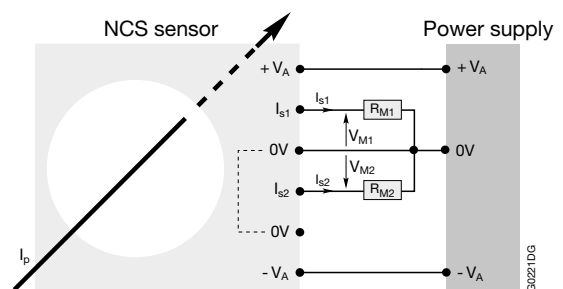 NCS sensor
Power supply
+ VA
+ VA
Is1
Is1
RM1
VM1
0V
0V
VM2
Is2
Is2
RM2
0V
Ip
- VA
- VA
G0221DG